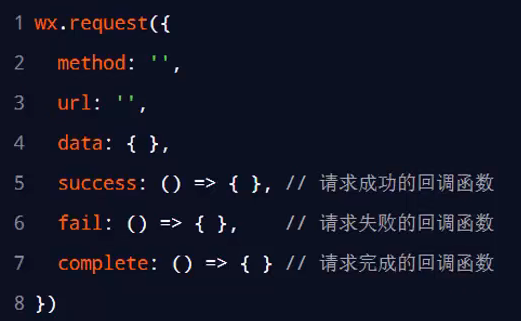 1 wx.request({
2   method: '',
3   url: '',
4   data: { },
5   success: () => { }, // 请求成功的回调函数
6   fail: () => { },    // 请求失败的回调函数
7   complete: () => { } // 请求完成的回调函数
8 })